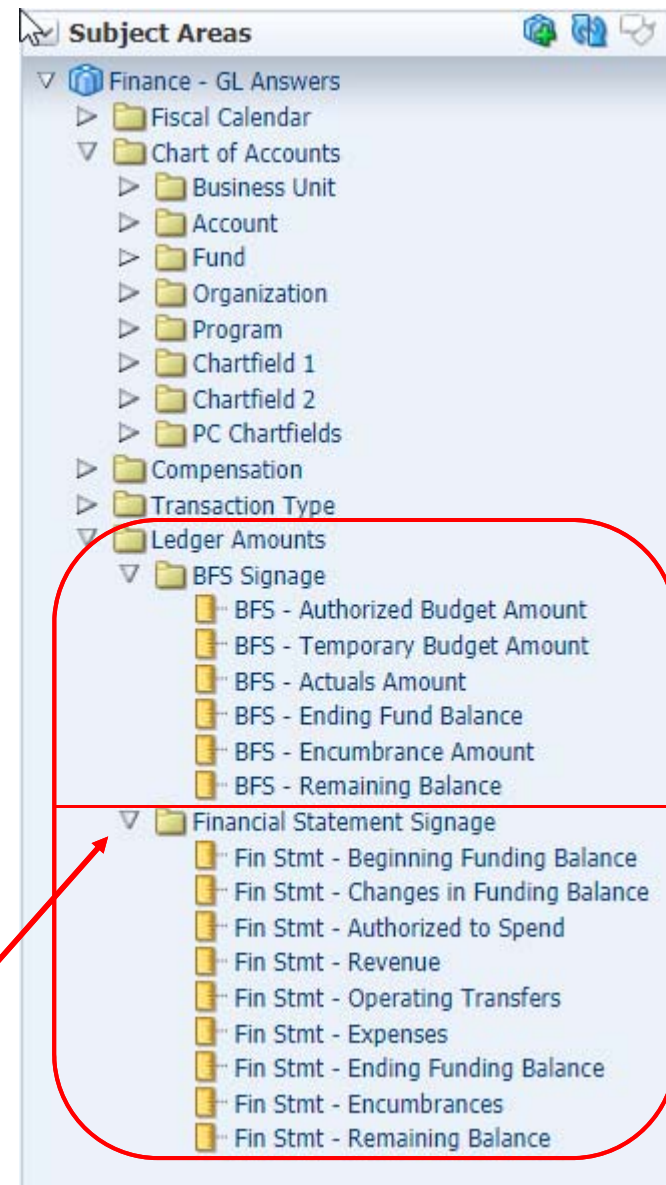 Subject Areas
Finance - GL Answers
Fiscal Calendar
Chart of Accounts
Business Unit
Account
Fund
Organization
Program
Chartfield 1
Chartfield 2
PC Chartfields
Compensation
Transaction Type
Ledger Amounts
BFS Signage
BFS - Authorized Budget Amount
BFS - Temporary Budget Amount
BFS - Actuals Amount
BFS - Ending Fund Balance
BFS - Encumbrance Amount
BFS - Remaining Balance
Financial Statement Signage
Fin Stmt - Beginning Funding Balance
Fin Stmt - Changes in Funding Balance
Fin Stmt - Authorized to Spend
Fin Stmt - Revenue
Fin Stmt - Operating Transfers
Fin Stmt - Expenses
Fin Stmt - Ending Funding Balance
Fin Stmt - Encumbrances
Fin Stmt - Remaining Balance